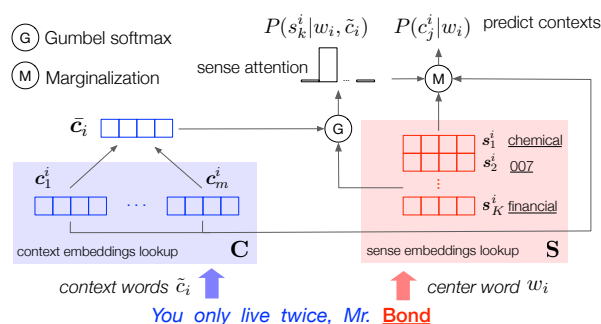 G Gumbel softmax
M Marginalization
P(s_k^i|w_i, c̃_i)
P(c_j^i|w_i) predict contexts
sense attention
...
M
c̄_i
G
s_1^i chemical
s_2^i 007
⋮
s_K^i financial
c_1^i c_m^i
...
context embeddings lookup C
sense embeddings lookup S
context words c̃_i
center word w_i
You only live twice, Mr. Bond